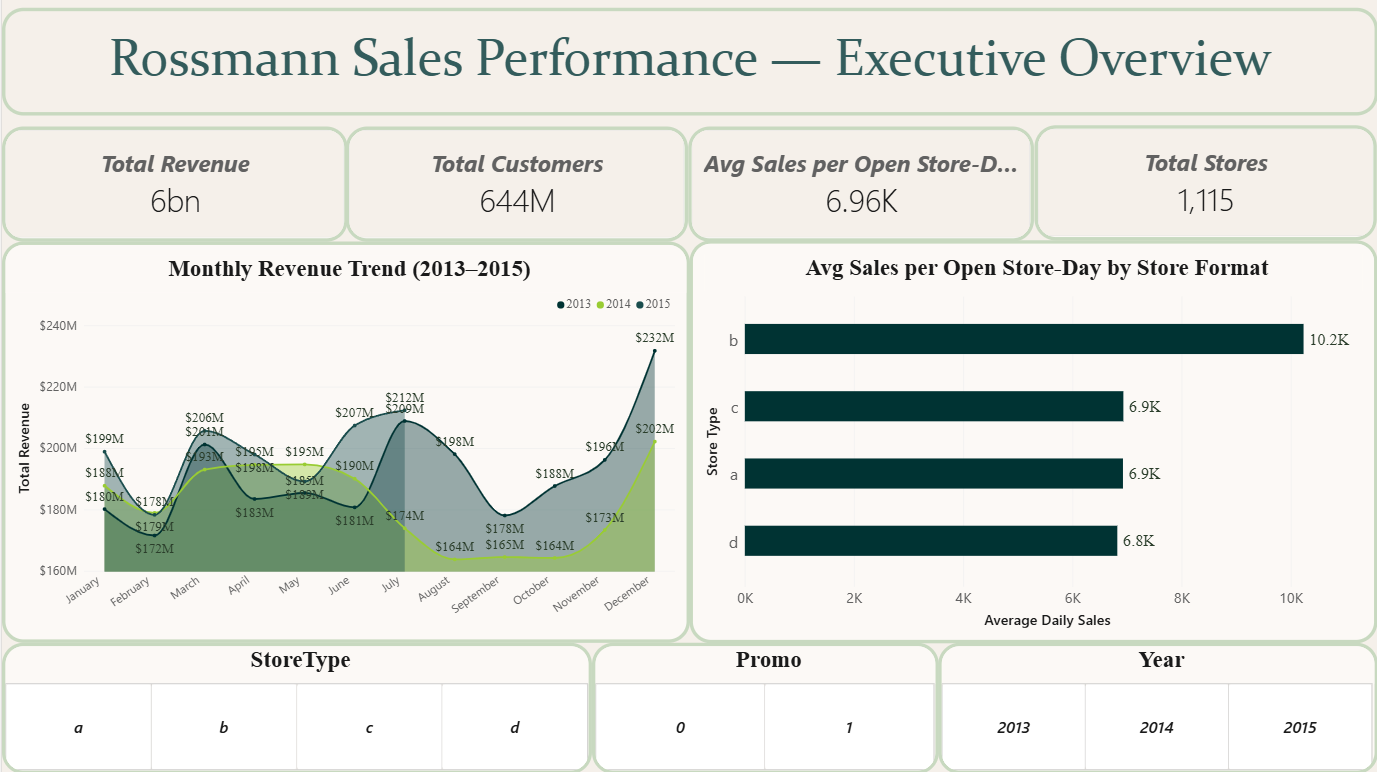 Rossmann Sales Performance — Executive Overview
Total Revenue
6bn
Total Customers
644M
Avg Sales per Open Store-D...
6.96K
Total Stores
1,115
Monthly Revenue Trend (2013–2015)
2013 2014 2015
Total Revenue
$240M
$220M
$200M
$180M
$160M
$199M
$188M
$180M
$178M
$179M
$172M
$206M
$201M
$193M
$195M
$198M
$183M
$195M
$185M
$189M
$207M
$190M
$181M
$212M
$209M
$174M
$198M
$164M
$178M
$165M
$188M
$164M
$196M
$173M
$232M
$202M
January
February
March
April
May
June
July
August
September
October
November
December
Avg Sales per Open Store-Day by Store Format
Store Type
b
10.2K
c
6.9K
a
6.9K
d
6.8K
0K 2K 4K 6K 8K 10K
Average Daily Sales
StoreType
a b c d
Promo
0 1
Year
2013 2014 2015